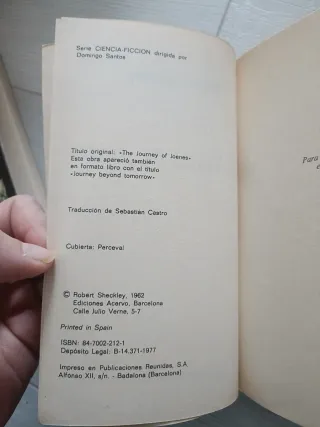 Serie CIENCIA-FICCION dirigida por
Domingo Santos
Título original: «The Journey of Joenes»
Esta obra apareció también
en formato libro con el título
«Journey beyond tomorrow»
Traducción de Sebastián Castro
Cubierta: Perceval
© Robert Sheckley, 1962
Ediciones Acervo, Barcelona
Calle Julio Verne, 5-7
Printed in Spain
ISBN: 84-7002-212-1
Depósito Legal: B-14.371-1977
Impreso en Publicaciones Reunidas, S.A.
Alfonso XII, s/n. - Badalona (Barcelona)
Para